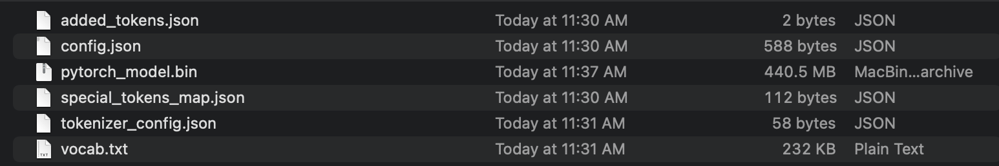 added_tokens.json Today at 11:30 AM 2 bytes JSON
config.json Today at 11:30 AM 588 bytes JSON
pytorch_model.bin Today at 11:37 AM 440.5 MB MacBin...archive
special_tokens_map.json Today at 11:30 AM 112 bytes JSON
tokenizer_config.json Today at 11:31 AM 58 bytes JSON
TXT vocab.txt Today at 11:31 AM 232 KB Plain Text